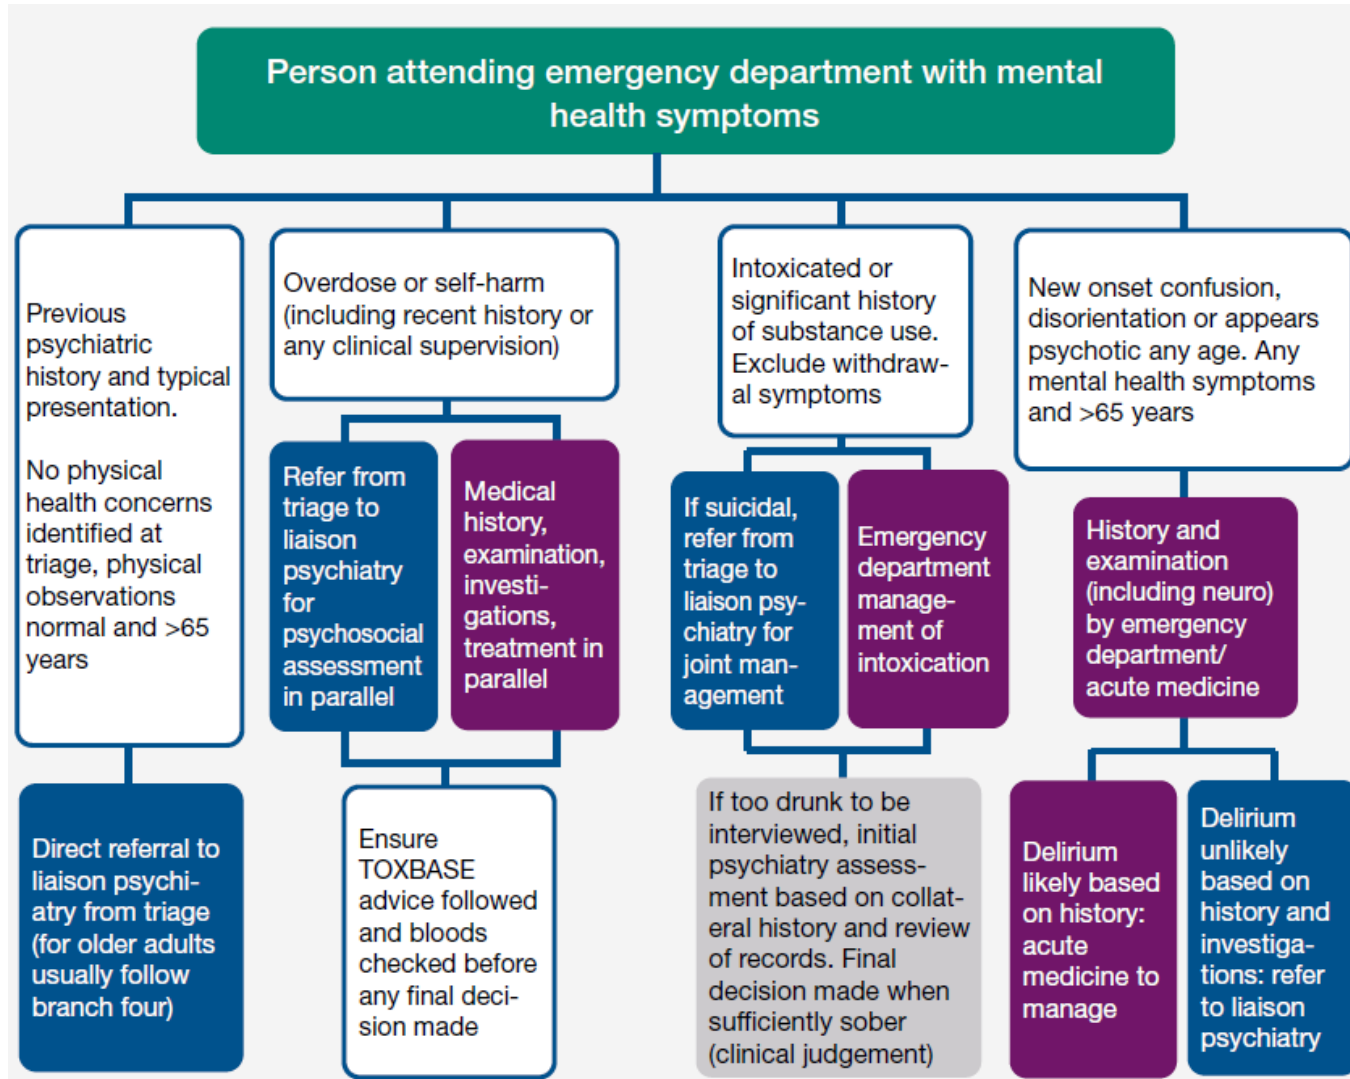 Person attending emergency department with mental
health symptoms
Previous
psychiatric
history and typical
presentation.
No physical
health concerns
identified at
triage, physical
observations
normal and >65
years
Direct referral to
liaison psychi-
atry from triage
(for older adults
usually follow
branch four)
Overdose or self-harm
(including recent history or
any clinical supervision)
Refer from
triage to
liaison
psychiatry
for
psychosocial
assessment
in parallel
Medical
history,
examination,
investi-
gations,
treatment in
parallel
Ensure
TOXBASE
advice followed
and bloods
checked before
any final deci-
sion made
Intoxicated or
significant history
of substance use.
Exclude withdraw-
al symptoms
If suicidal,
refer from
triage to
liaison psy-
chiatry for
joint man-
agement
Emergency
department
manage-
ment of
intoxication
If too drunk to be
interviewed, initial
psychiatry assess-
ment based on collat-
eral history and review
of records. Final
decision made when
sufficiently sober
(clinical judgement)
New onset confusion,
disorientation or appears
psychotic any age. Any
mental health symptoms
and >65 years
History and
examination
(including neuro)
by emergency
department/
acute medicine
Delirium
likely based
on history:
acute
medicine to
manage
Delirium
unlikely
based on
history and
investiga-
tions: refer
to liaison
psychiatry